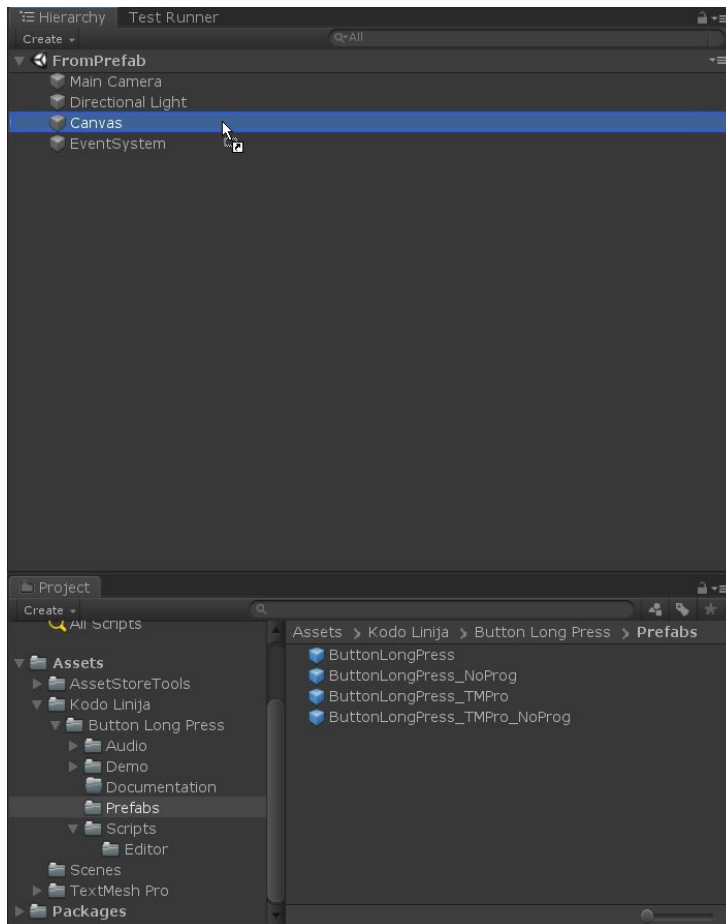 Hierarchy Test Runner
Create All
FromPrefab
Main Camera
Directional Light
Canvas
EventSystem
Project
Create
All Scripts
Assets
AssetStoreTools
Kodo Linija
Button Long Press
Audio
Demo
Documentation
Prefabs
Scripts
Editor
Scenes
TextMesh Pro
Packages
Assets > Kodo Linija > Button Long Press > Prefabs
ButtonLongPress
ButtonLongPress_NoProg
ButtonLongPress_TMPro
ButtonLongPress_TMPro_NoProg